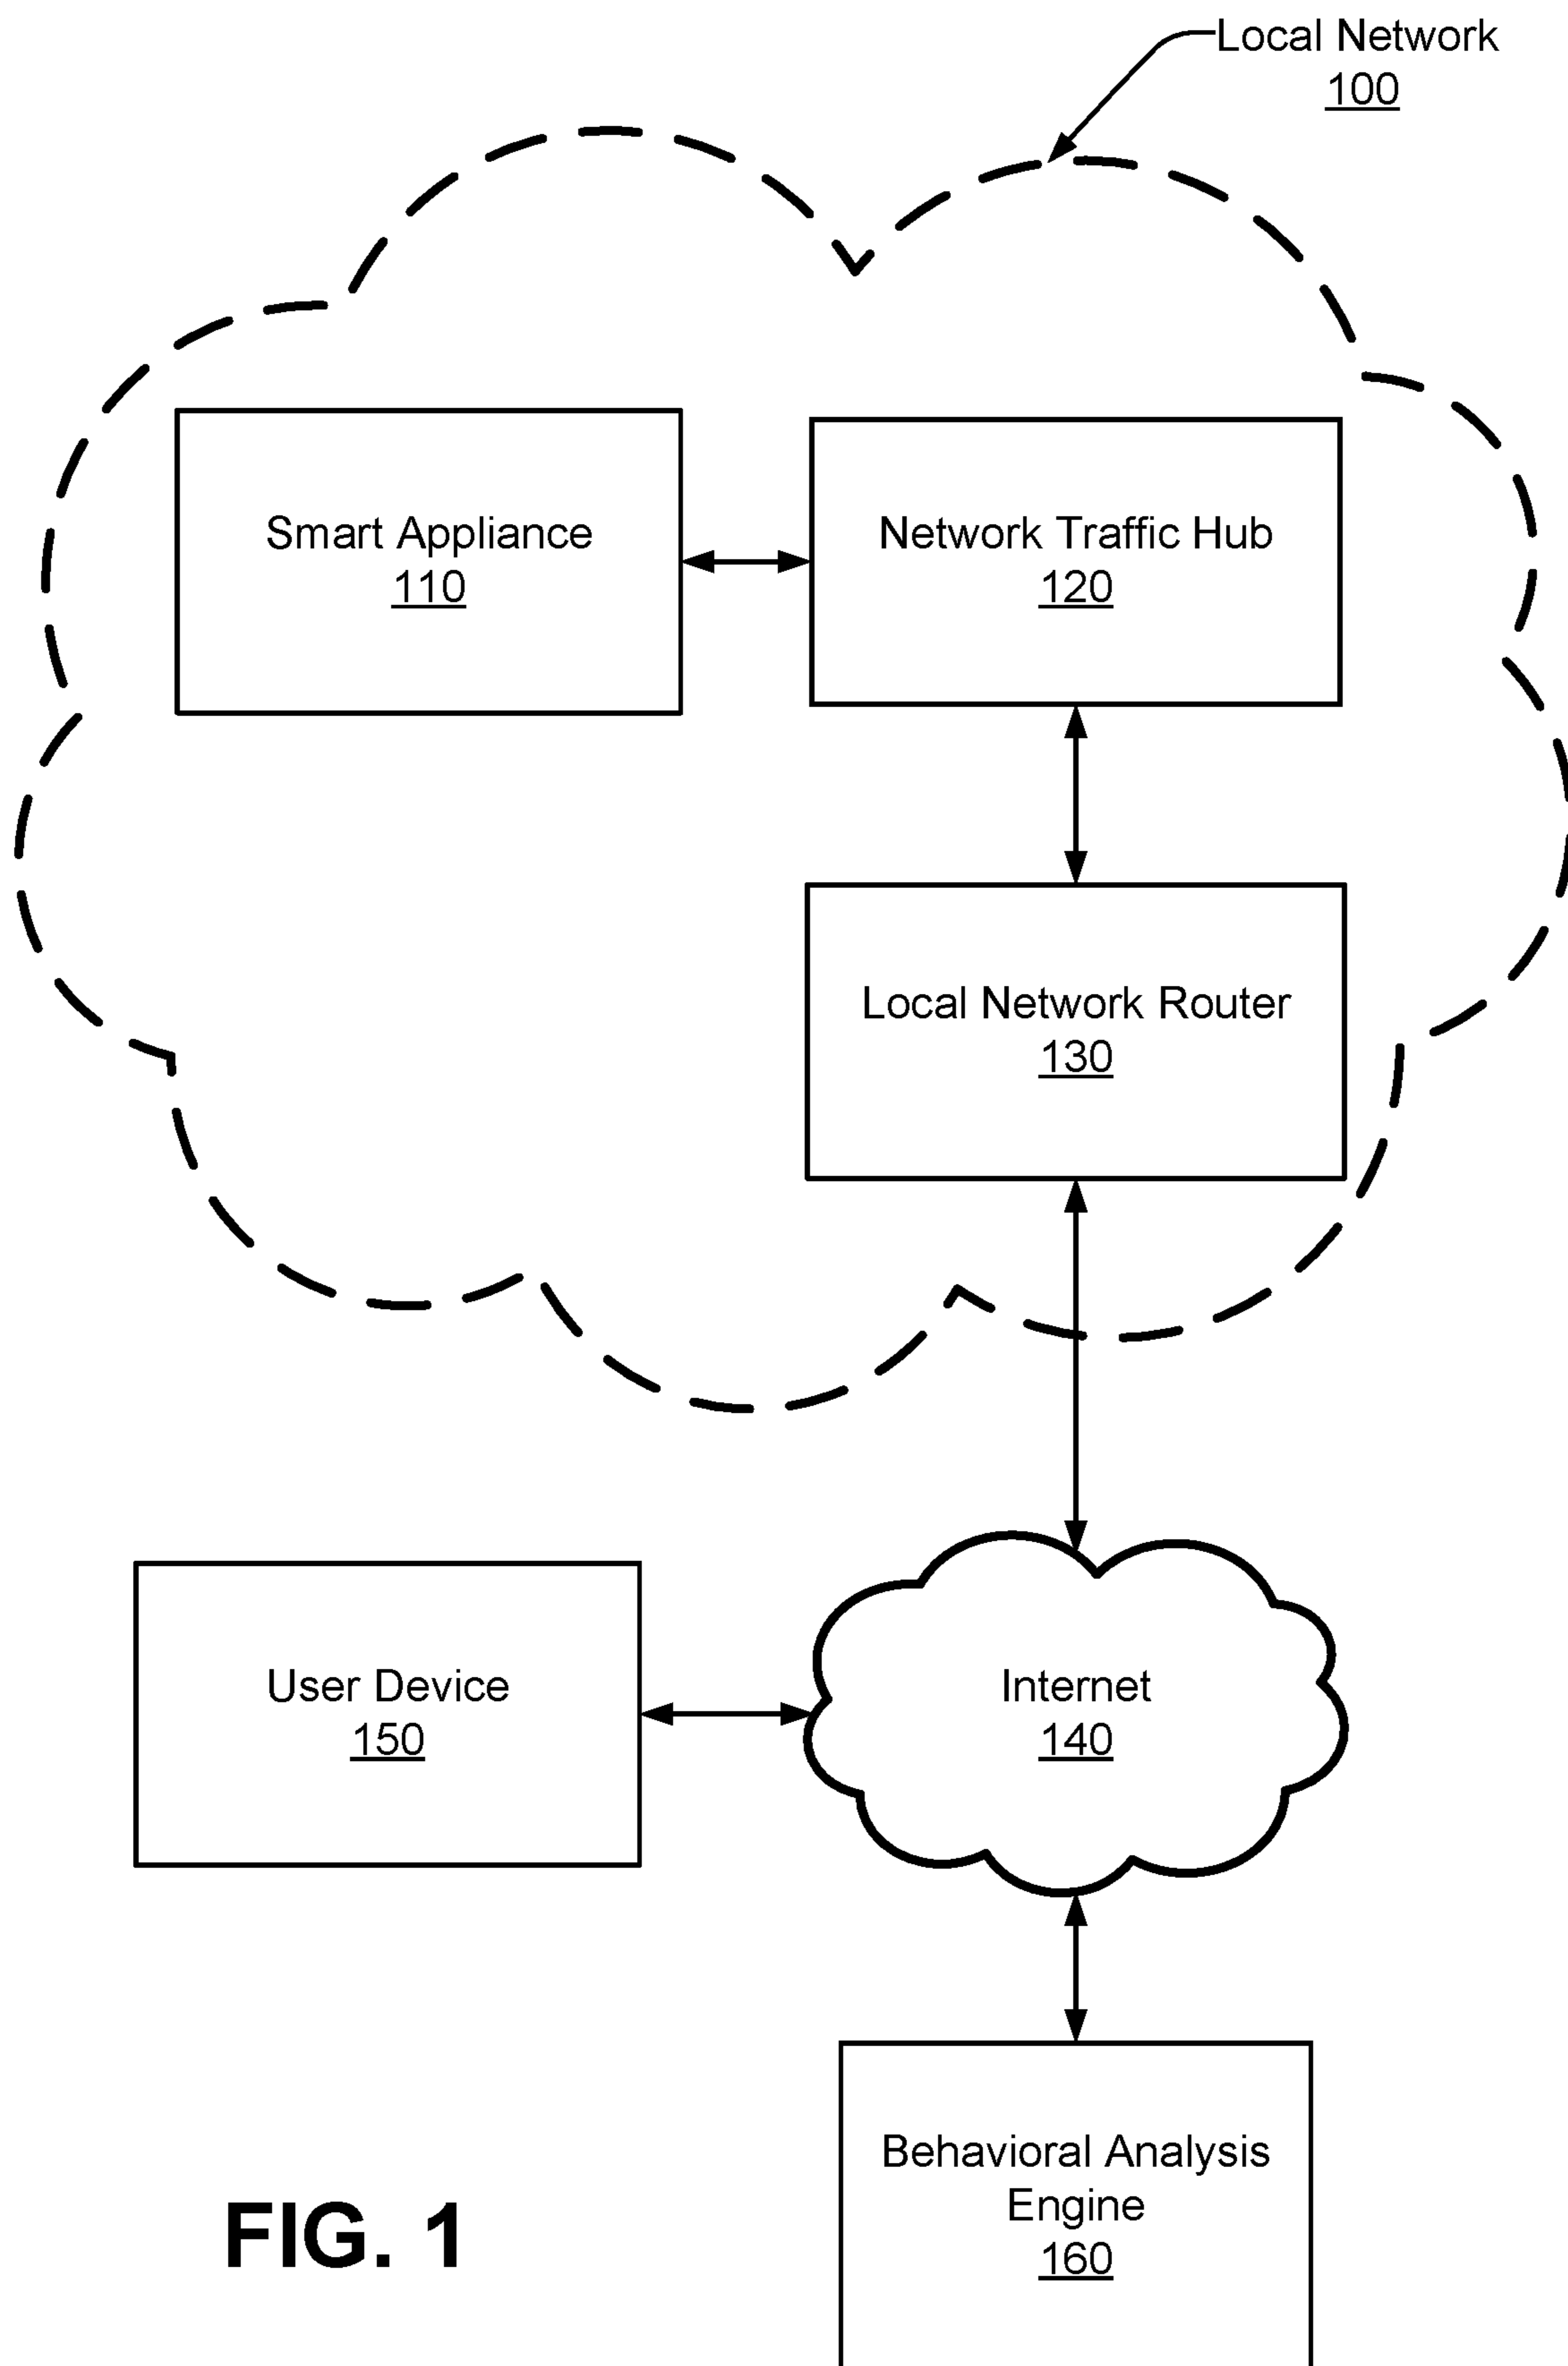 Local Network
100
Smart Appliance
110
Network Traffic Hub
120
Local Network Router
130
User Device
150
Internet
140
Behavioral Analysis
Engine
160
FIG. 1